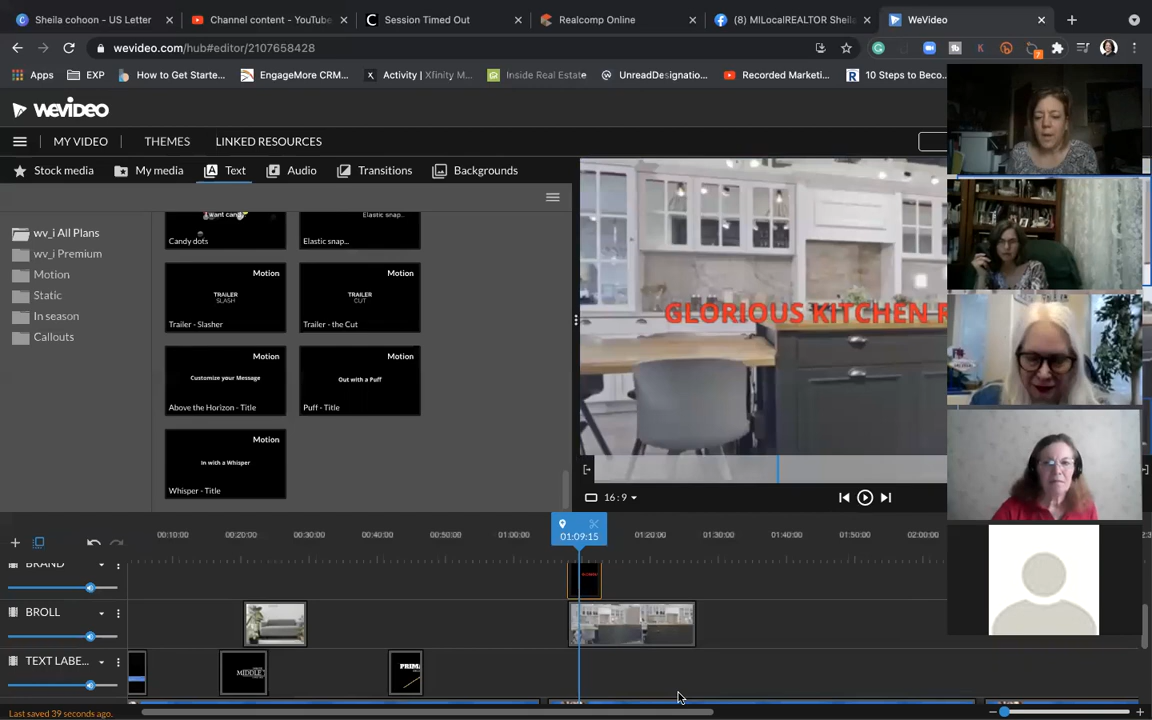 Sheila cohoon - US Letter
Channel content - YouTube
Session Timed Out
Realcomp Online
(8) MILocalREALTOR Sheila
WeVideo
wevideo.com/hub#editor/2107658428
Apps
EXP
How to Get Starte...
EngageMore CRM...
Activity | Xfinity M...
Inside Real Estate
UnreadDesignatio...
Recorded Marketi...
10 Steps to Beco...
wevideo
MY VIDEO
THEMES
LINKED RESOURCES
Stock media
My media
Text
Audio
Transitions
Backgrounds
wv_i All Plans
wv_i Premium
Motion
Static
In season
Callouts
want candy
Candy dots
Elastic snap..
Elastic snap...
Motion
TRAILER
SLASH
Trailer - Slasher
Motion
TRAILER
CUT
Trailer - the Cut
Motion
Customize your Message
Above the Horizon - Title
Motion
Out with a Puff
Puff - Title
Motion
In with a Whisper
Whisper - Title
GLORIOUS KITCHEN R
16:9
01:09:15
00:10:00
00:20:00
00:30:00
00:40:00
00:50:00
01:00:00
01:20:00
01:30:00
01:40:00
01:50:00
02:00:00
BRAND
BROLL
TEXT LABE...
MIDDLE
PRIM
Last saved 39 seconds ago.